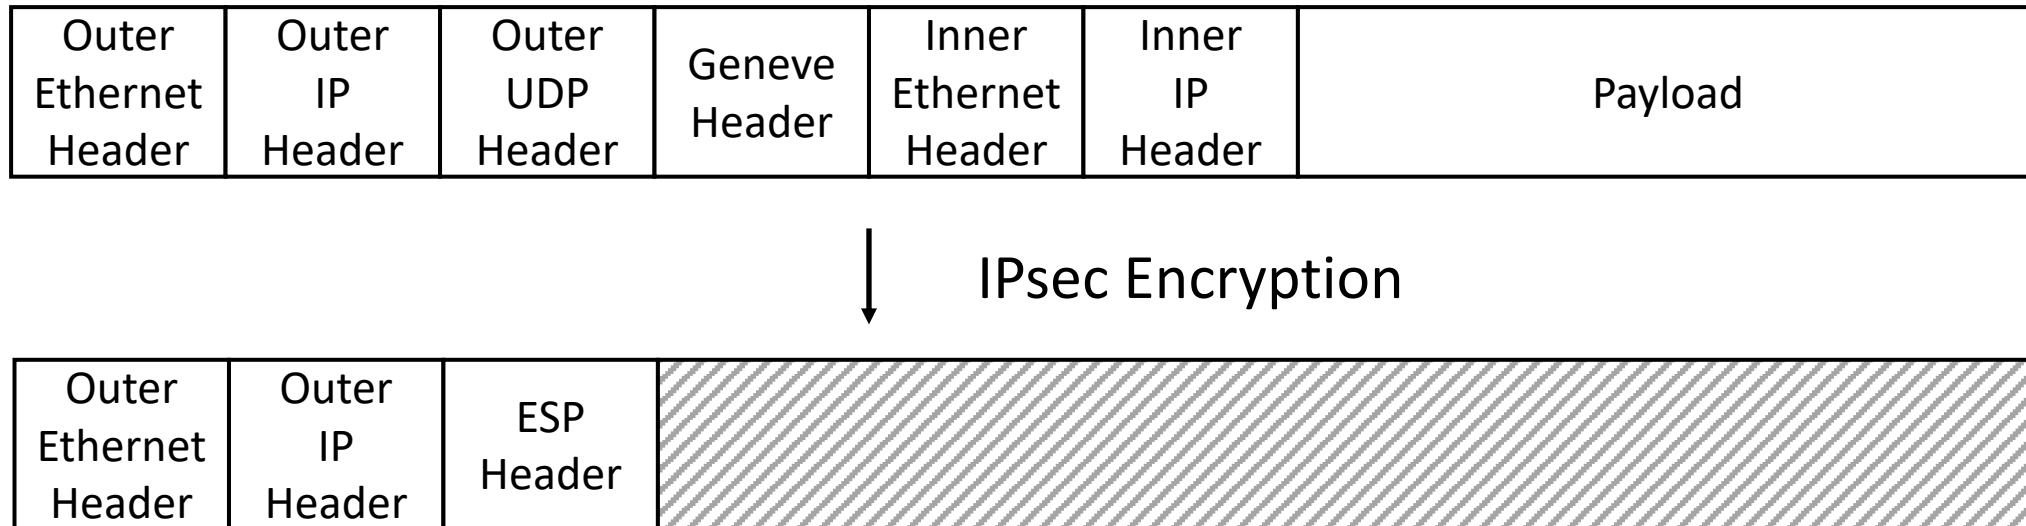 Outer
Ethernet
Header
Outer
IP
Header
Outer
UDP
Header
Geneve
Header
Inner
Ethernet
Header
Inner
IP
Header
Payload
IPsec Encryption
Outer
Ethernet
Header
Outer
IP
Header
ESP
Header